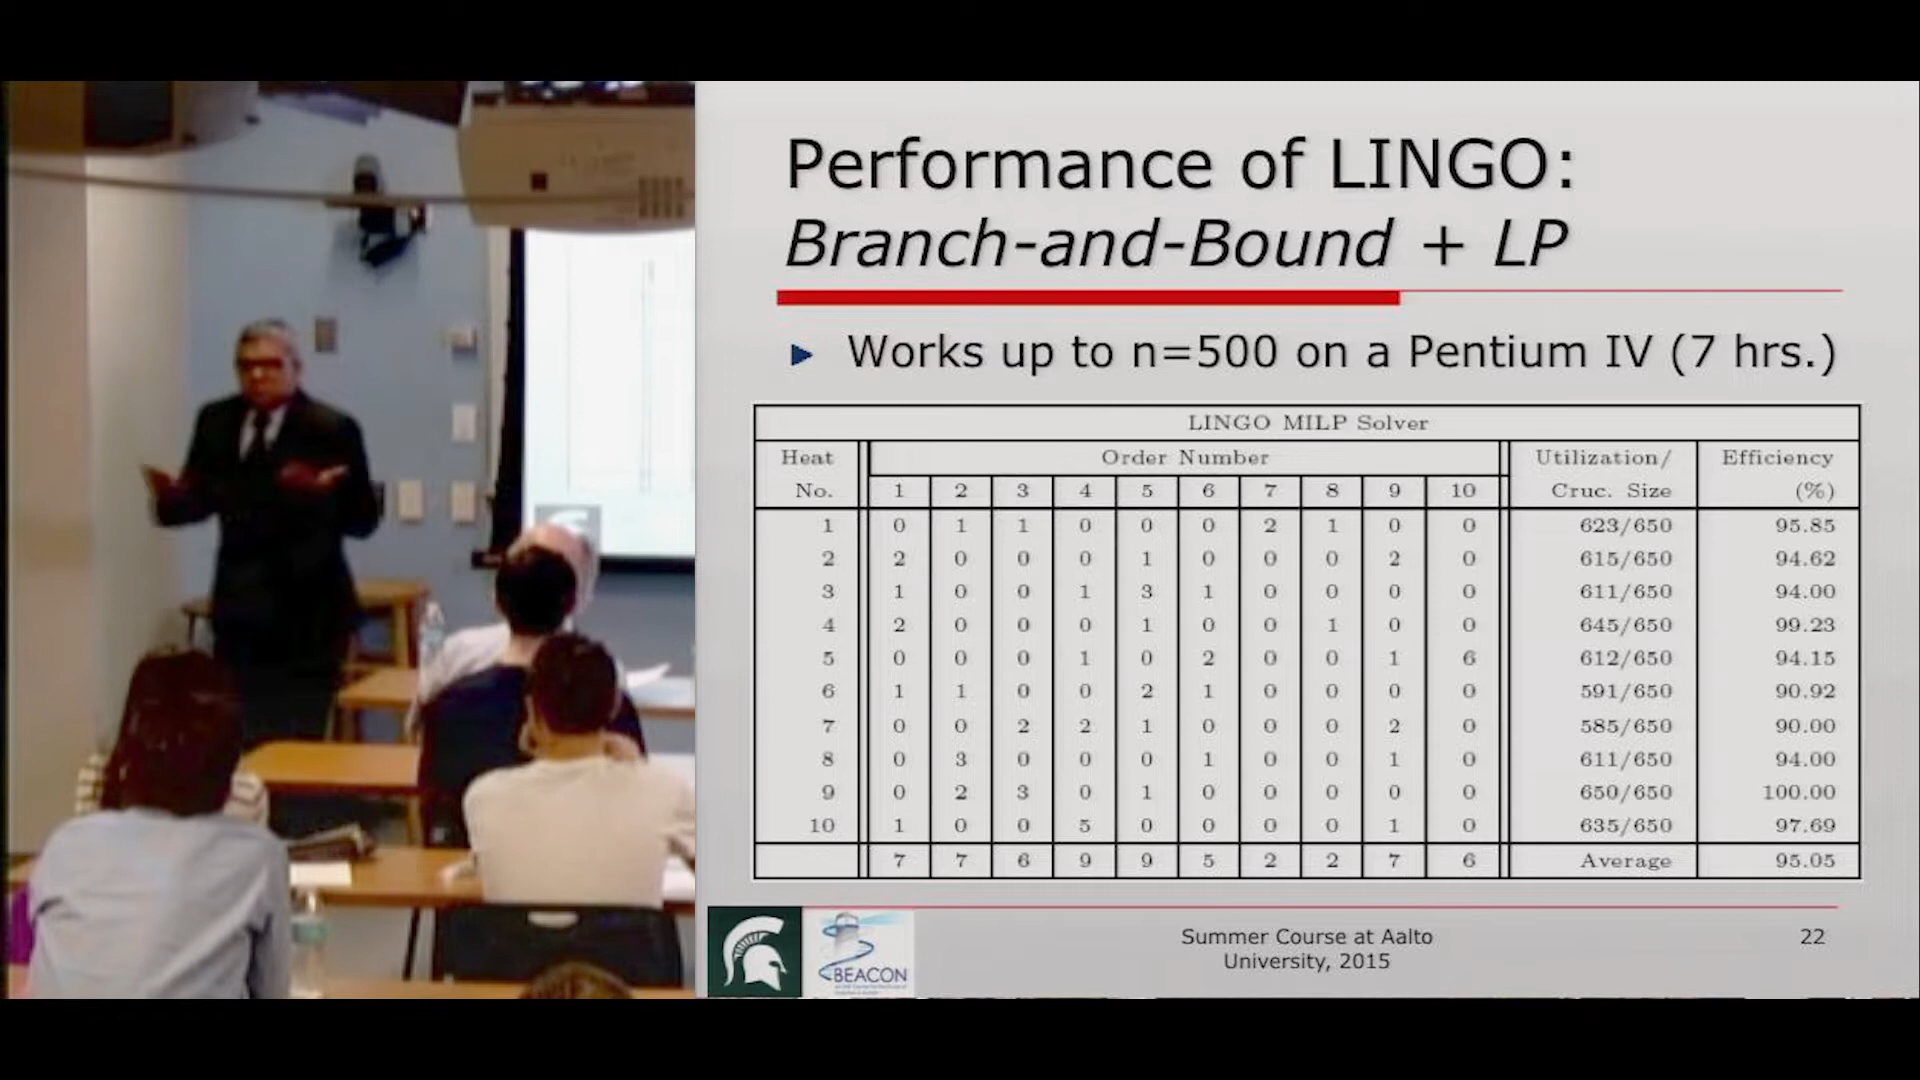 Performance of LINGO:
Branch-and-Bound + LP
Works up to n=500 on a Pentium IV (7 hrs.)
LINGO MILP Solver
Heat No. Order Number Utilization/ Cruc. Size Efficiency (%)
1 2 3 4 5 6 7 8 9 10
1 0 1 1 0 0 0 2 1 0 0 623/650 95.85
2 2 0 0 0 1 0 0 0 2 0 615/650 94.62
3 1 0 0 1 3 1 0 0 0 0 611/650 94.00
4 2 0 0 0 1 0 0 1 0 0 645/650 99.23
5 0 0 0 1 0 2 0 0 1 6 612/650 94.15
6 1 1 0 0 2 1 0 0 0 0 591/650 90.92
7 0 0 2 2 1 0 0 0 2 0 585/650 90.00
8 0 3 0 0 0 1 0 0 1 0 611/650 94.00
9 0 2 3 0 1 0 0 0 0 0 650/650 100.00
10 1 0 0 5 0 0 0 0 1 0 635/650 97.69
7 7 6 9 9 5 2 2 7 6 Average 95.05
BEACON
Summer Course at Aalto
University, 2015
22